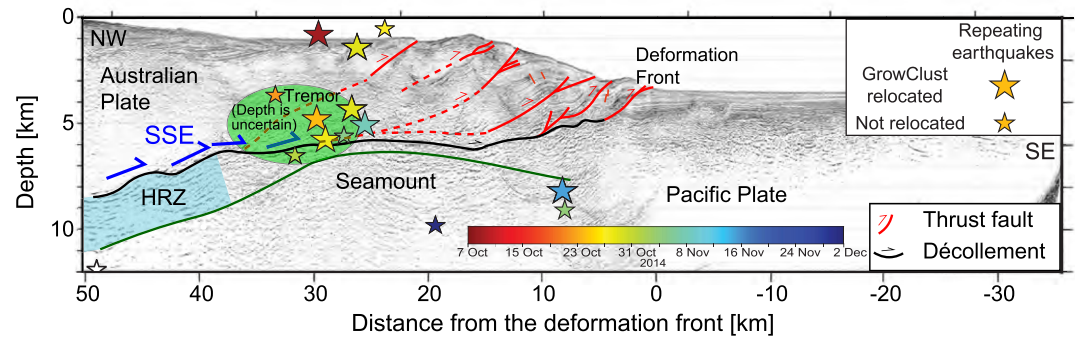 0
5
10
Depth [km]
NW
Australian
Plate
SSE
HRZ
Tremor
(Depth is
uncertain)
Seamount
Deformation
Front
Pacific Plate
SE
Repeating
earthquakes
GrowClust
relocated
Not relocated
Thrust fault
Décollement
7 Oct 15 Oct 23 Oct 31 Oct 8 Nov 16 Nov 24 Nov 2 Dec
2014
50 40 30 20 10 0 -10 -20 -30
Distance from the deformation front [km]